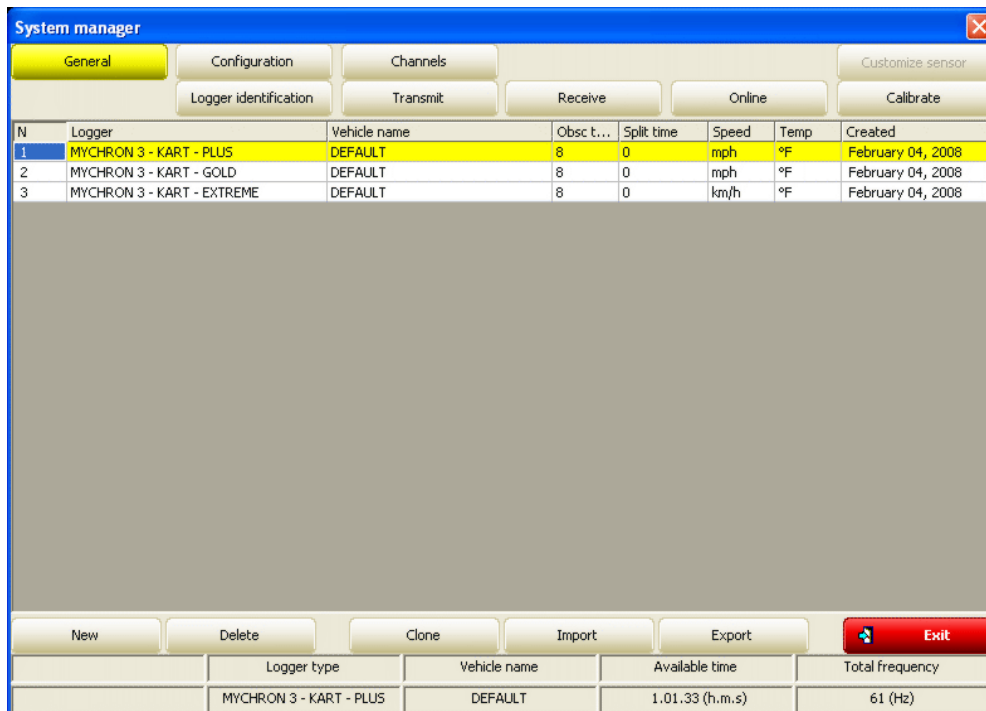 System manager
General Configuration Channels Customize sensor
Logger identification Transmit Receive Online Calibrate
N Logger Vehicle name Obsc t... Split time Speed Temp Created
1 MYCHRON 3 - KART - PLUS DEFAULT 8 0 mph °F February 04, 2008
2 MYCHRON 3 - KART - GOLD DEFAULT 8 0 mph °F February 04, 2008
3 MYCHRON 3 - KART - EXTREME DEFAULT 8 0 km/h °F February 04, 2008
New Delete Clone Import Export Exit
Logger type Vehicle name Available time Total frequency
MYCHRON 3 - KART - PLUS DEFAULT 1.01.33 (h.m.s) 61 (Hz)